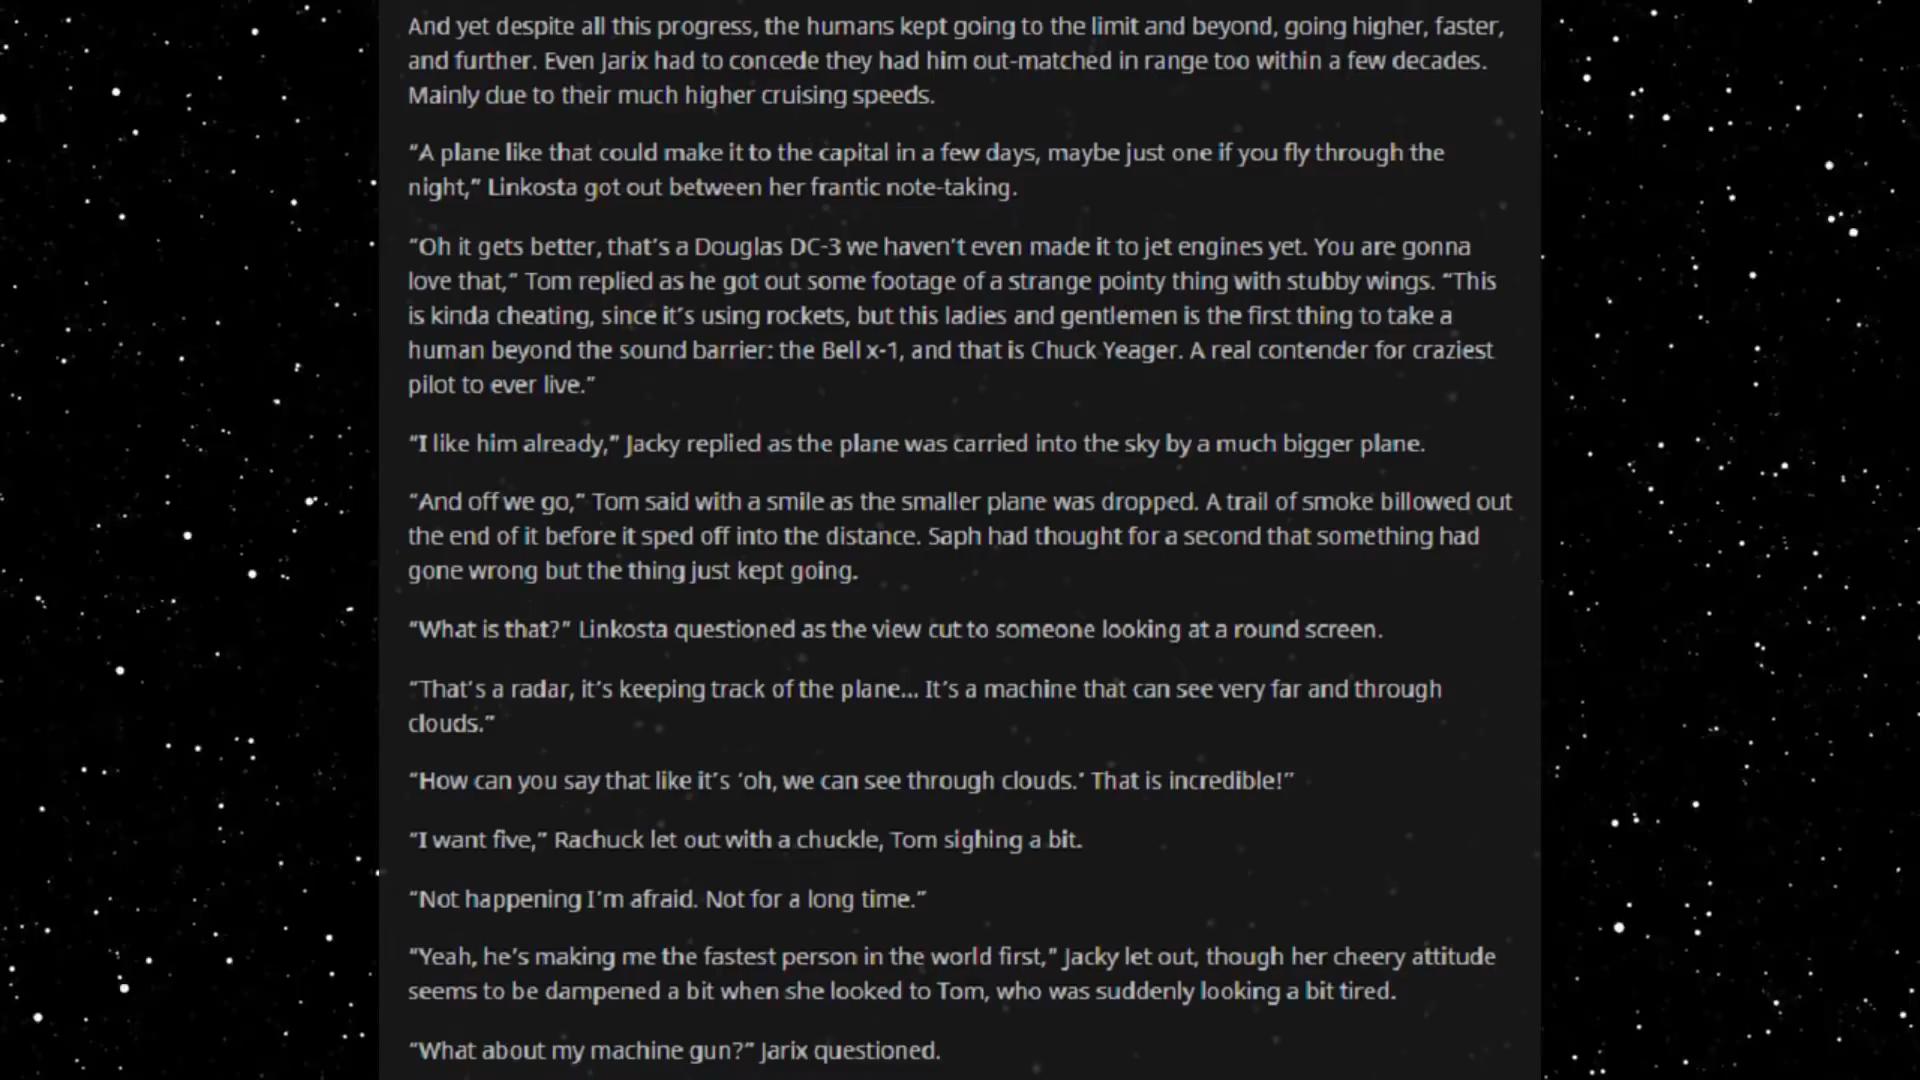 And yet despite all this progress, the humans kept going to the limit and beyond, going higher, faster,
and further. Even Jarix had to concede they had him out-matched in range too within a few decades.
Mainly due to their much higher cruising speeds.
“A plane like that could make it to the capital in a few days, maybe just one if you fly through the
night,” Linkosta got out between her frantic note-taking.
“Oh it gets better, that’s a Douglas DC-3 we haven’t even made it to jet engines yet. You are gonna
love that,” Tom replied as he got out some footage of a strange pointy thing with stubby wings. “This
is kinda cheating, since it’s using rockets, but this ladies and gentlemen is the first thing to take a
human beyond the sound barrier: the Bell x-1, and that is Chuck Yeager. A real contender for craziest
pilot to ever live.”
“I like him already,” Jacky replied as the plane was carried into the sky by a much bigger plane.
“And off we go,” Tom said with a smile as the smaller plane was dropped. A trail of smoke billowed out
the end of it before it sped off into the distance. Saph had thought for a second that something had
gone wrong but the thing just kept going.
“What is that?” Linkosta questioned as the view cut to someone looking at a round screen.
“That’s a radar, it’s keeping track of the plane... It’s a machine that can see very far and through
clouds.”
“How can you say that like it’s ‘oh, we can see through clouds.’ That is incredible!”
“I want five,” Rachuck let out with a chuckle, Tom sighing a bit.
“Not happening I’m afraid. Not for a long time.”
“Yeah, he’s making me the fastest person in the world first,” Jacky let out, though her cheery attitude
seems to be dampened a bit when she looked to Tom, who was suddenly looking a bit tired.
“What about my machine gun?” Jarix questioned.